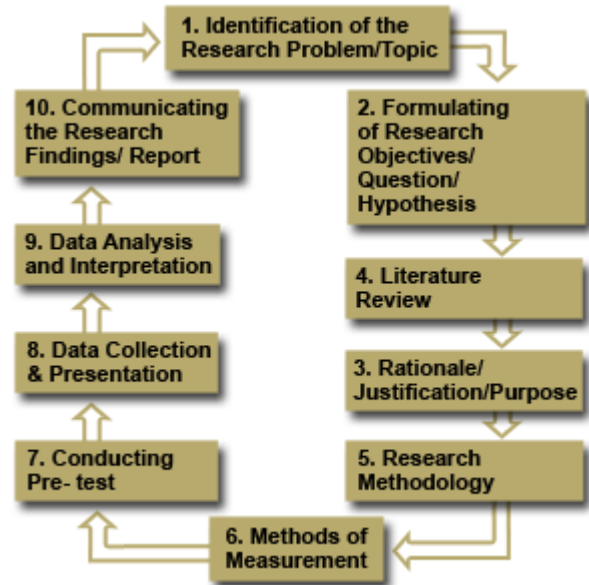 1. Identification of the
Research Problem/Topic
2. Formulating
of Research
Objectives/
Question/
Hypothesis
4. Literature
Review
3. Rationale/
Justification/Purpose
5. Research
Methodology
6. Methods of
Measurement
7. Conducting
Pre- test
8. Data Collection
& Presentation
9. Data Analysis
and Interpretation
10. Communicating
the Research
Findings/ Report